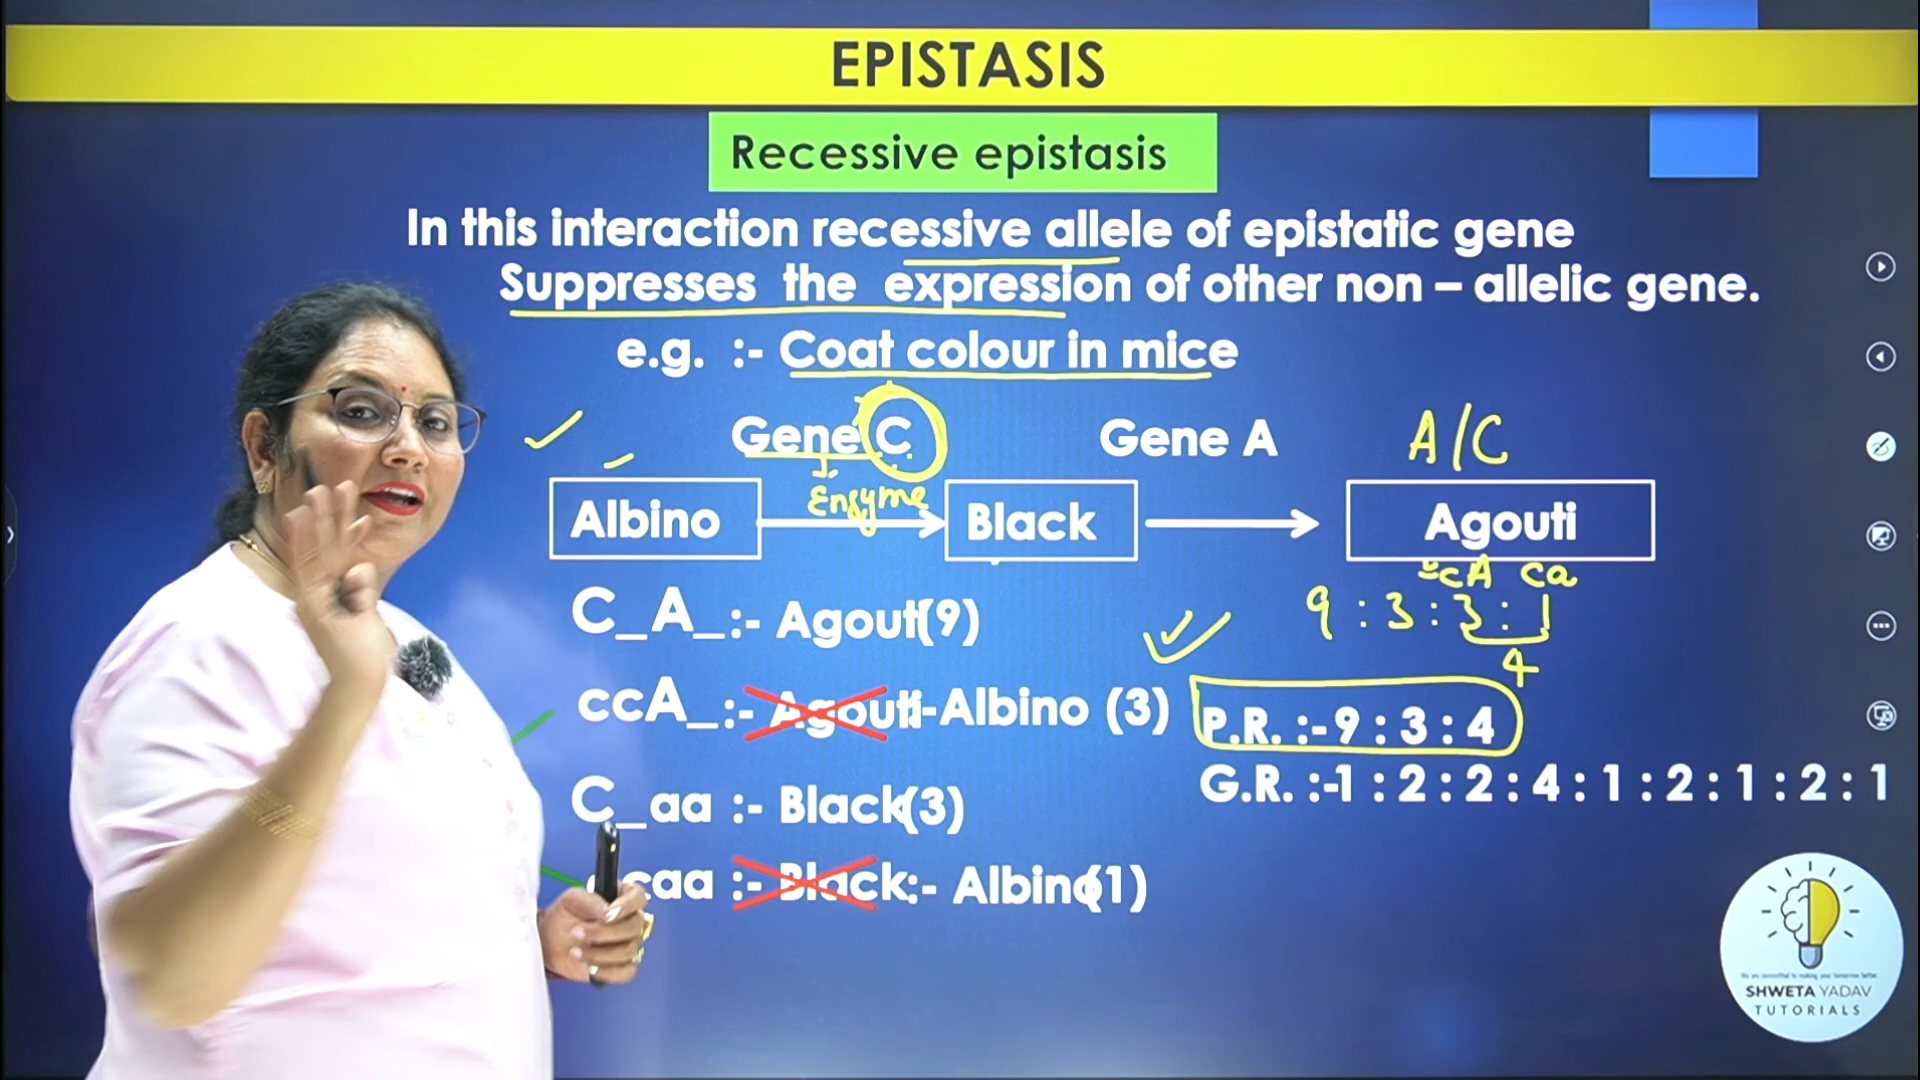 EPISTASIS
Recessive epistasis
In this interaction recessive allele of epistatic gene
Suppresses the expression of other non – allelic gene.
e.g. :- Coat colour in mice
Gene C Gene A A/C
Enzyme
Albino Black Agouti
cA ca
C_A_:- Agouti(9) 9 : 3 : 3 : 1
4
ccA_:- Agouti-Albino (3) P.R. :- 9 : 3 : 4
C_aa :- Black(3) G.R. :-1 : 2 : 2 : 4 : 1 : 2 : 1 : 2 : 1
caa :- Black:- Albino(1)
SHWETA YADAV
TUTORIALS